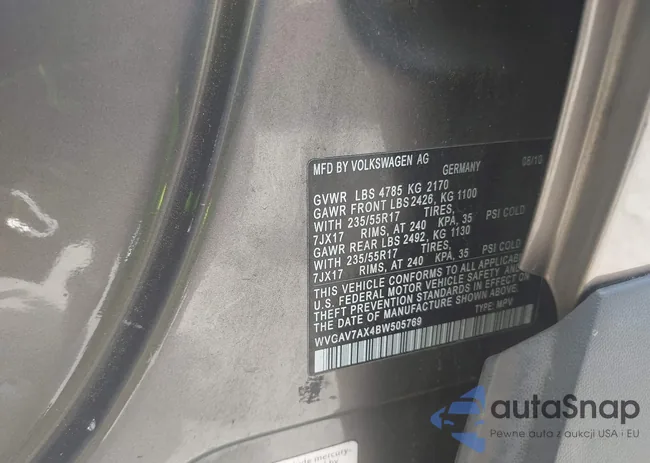 MFD BY VOLKSWAGEN AG GERMANY 06/10
GVWR LBS 4785 KG 2170
GAWR FRONT LBS 2426, KG 1100
WITH 235/55R17 TIRES,
7JX17 RIMS, AT 240 KPA, 35 PSI COLD
GAWR REAR LBS 2492, KG 1130
WITH 235/55R17 TIRES,
7JX17 RIMS, AT 240 KPA, 35 PSI COLD
THIS VEHICLE CONFORMS TO ALL APPLICAB
U.S. FEDERAL MOTOR VEHICLE SAFETY AND
THEFT PREVENTION STANDARDS IN EFFECT ON
THE DATE OF MANUFACTURE SHOWN ABOVE.
WVGAV7AX4BW505769 TYPE: MPV
mercury
autaSnap
Pewne auta z aukcji USA i EU